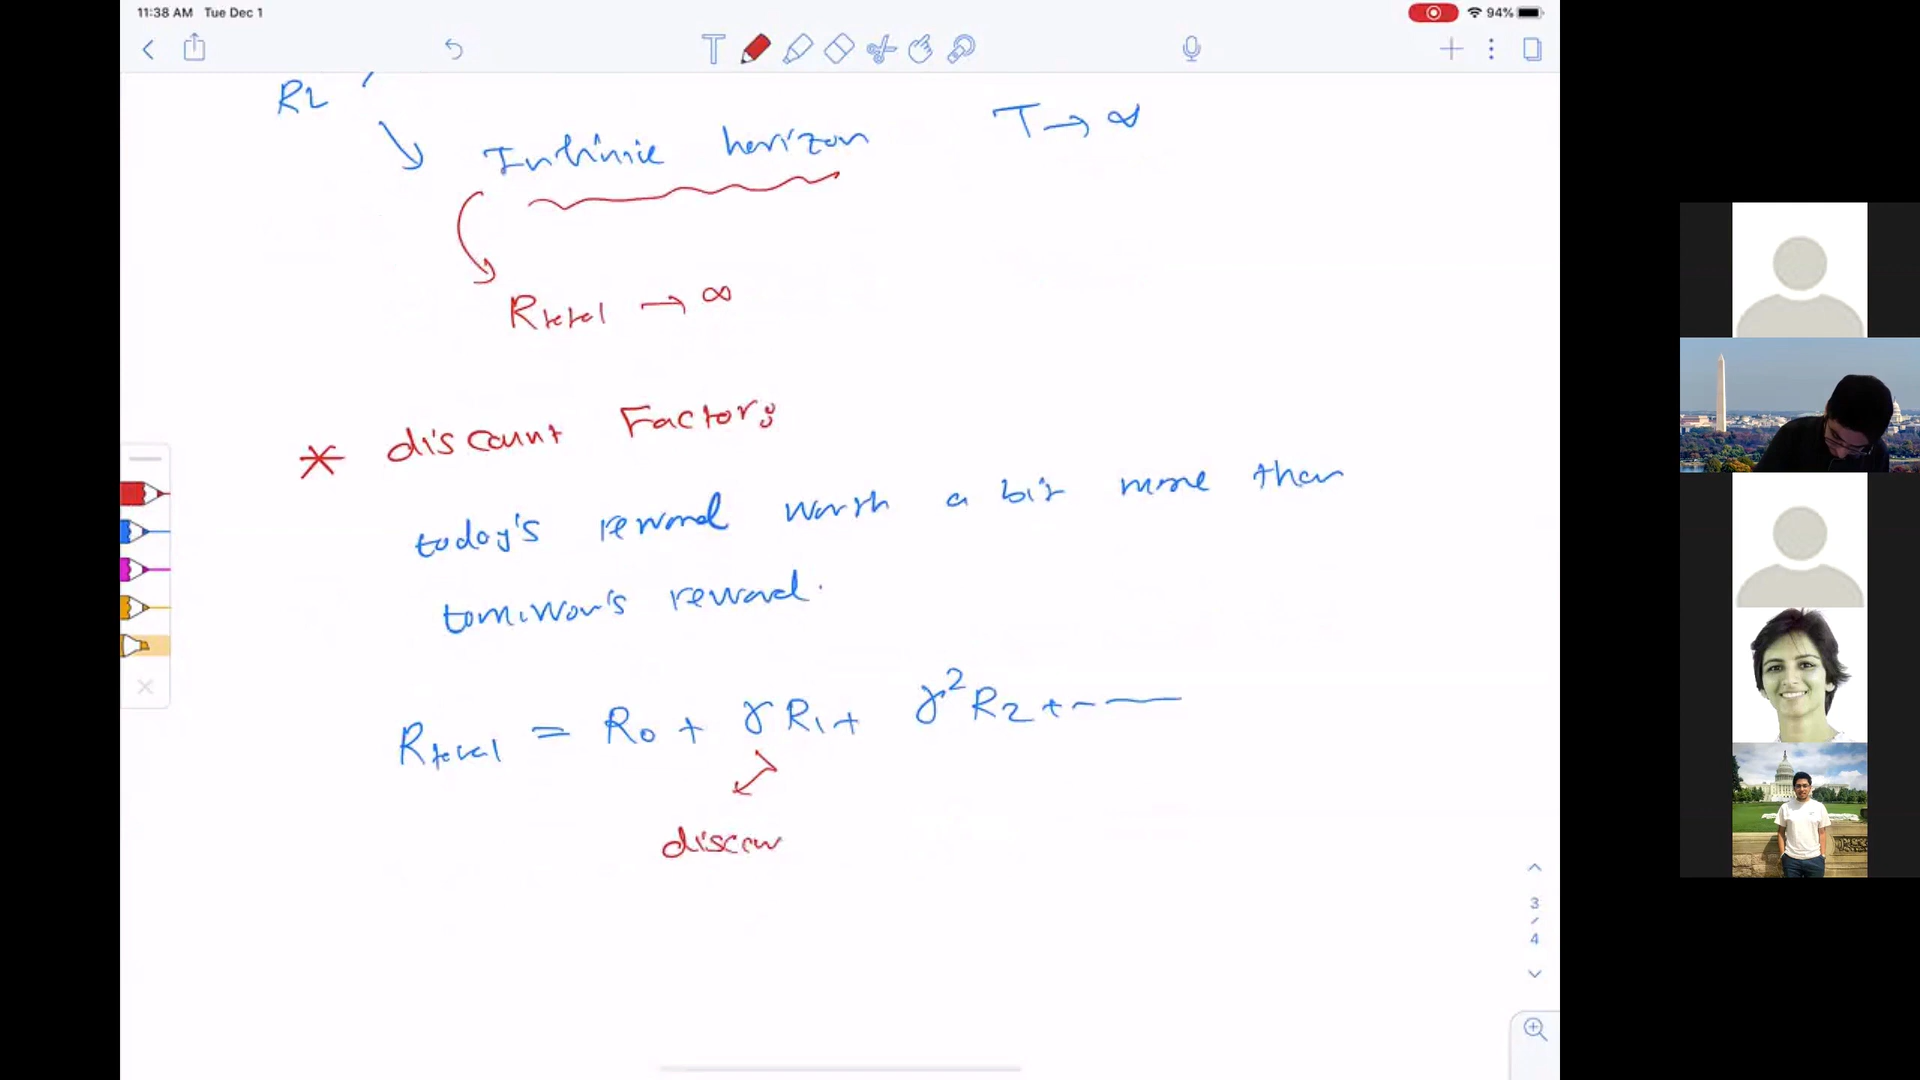 11:38 AM Tue Dec 1
94%
RL
Infinite horizon T → ∞
Rtotal → ∞
* discount Factor:
today's reward worth a bit more than
tomorrow's reward.
Rtotal = R0 + γR1 + γ²R2 + ---
discou
3
/
4